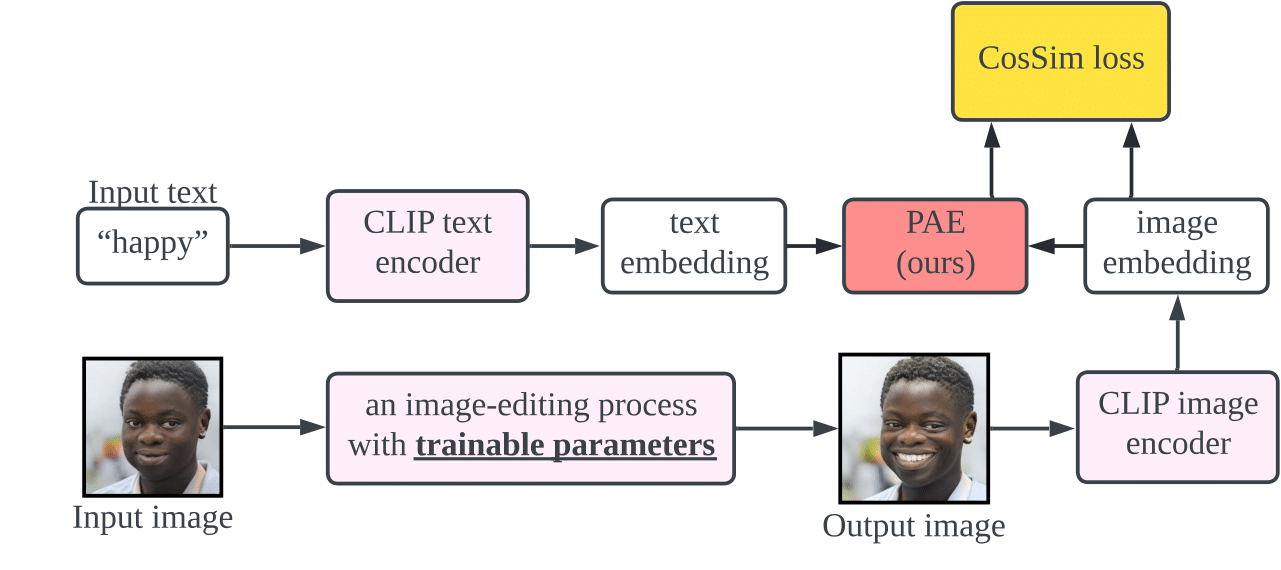 CosSim loss
Input text
“happy”
CLIP text
encoder
text
embedding
PAE
(ours)
image
embedding
an image-editing process
with trainable parameters
CLIP image
encoder
Input image
Output image